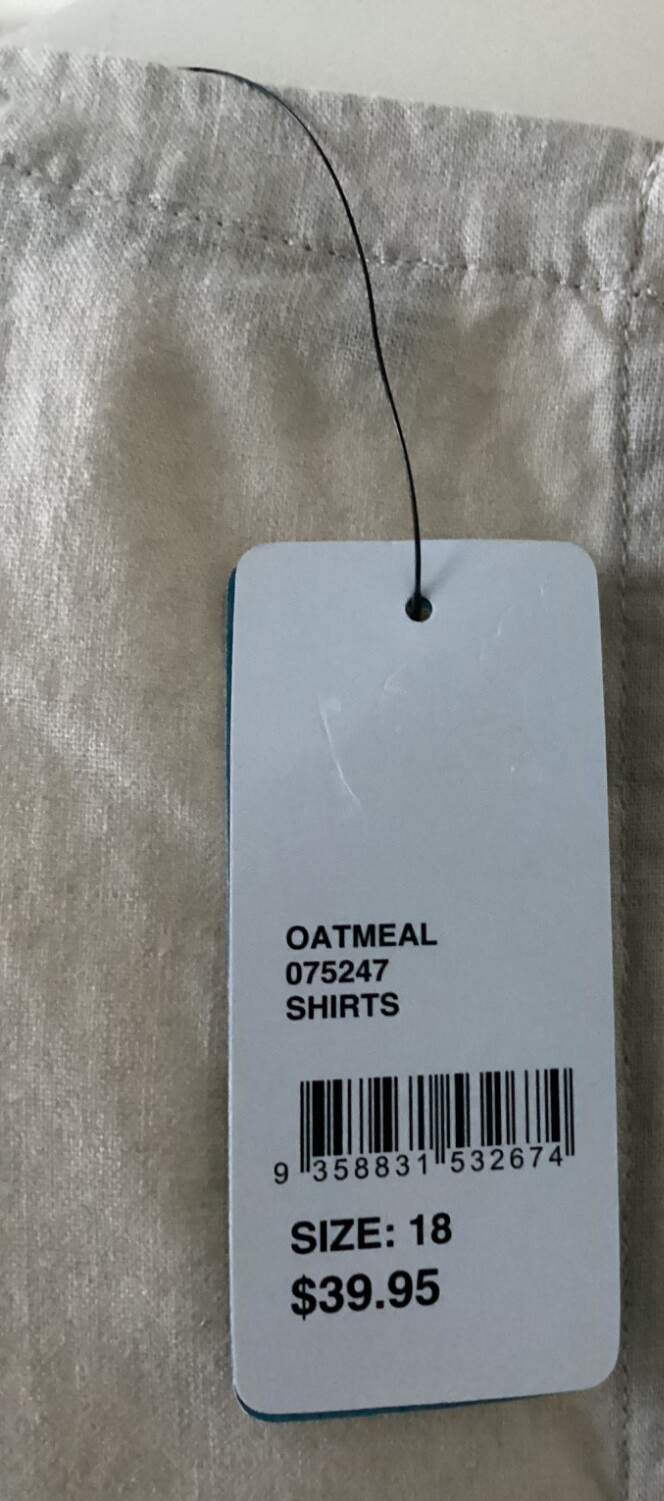 OATMEAL
075247
SHIRTS
9 358831 532674
SIZE: 18
$39.95